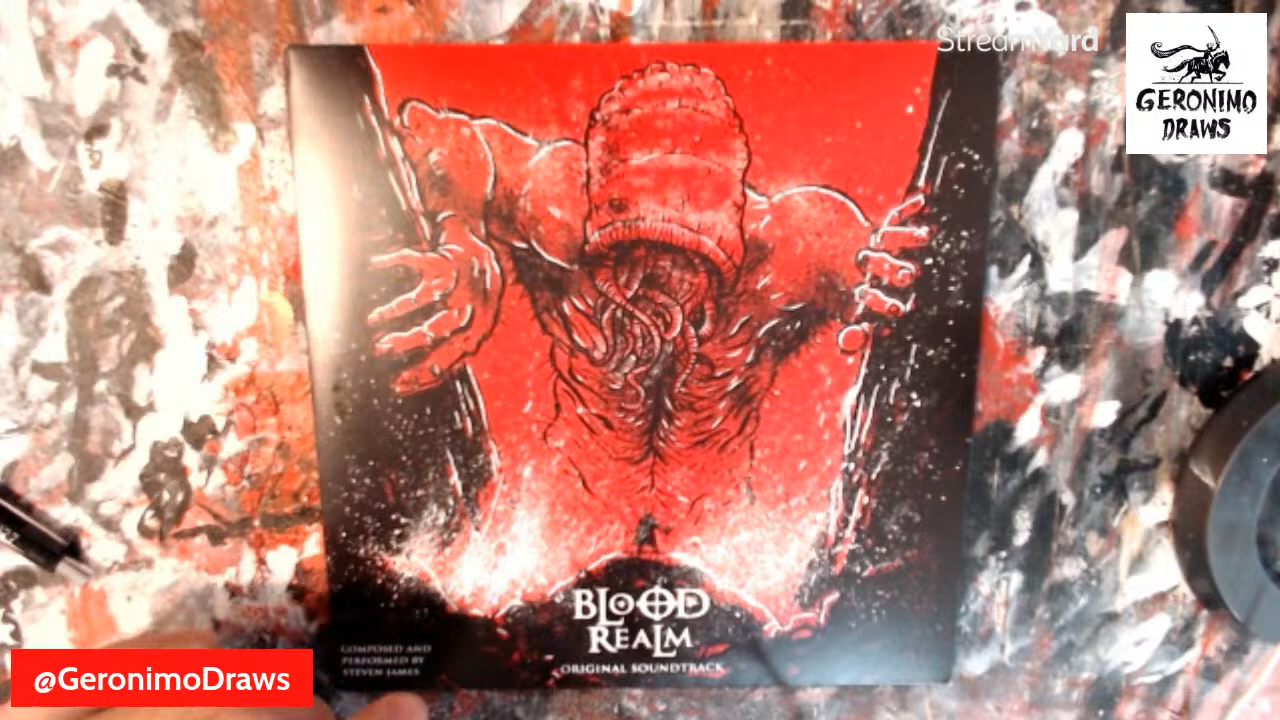 StreamYard
GERONIMO
DRAWS
BLOOD
REALM
ORIGINAL SOUNDTRACK
COMPOSED AND
PERFORMED BY
STEVEN JAMES
@GeronimoDraws